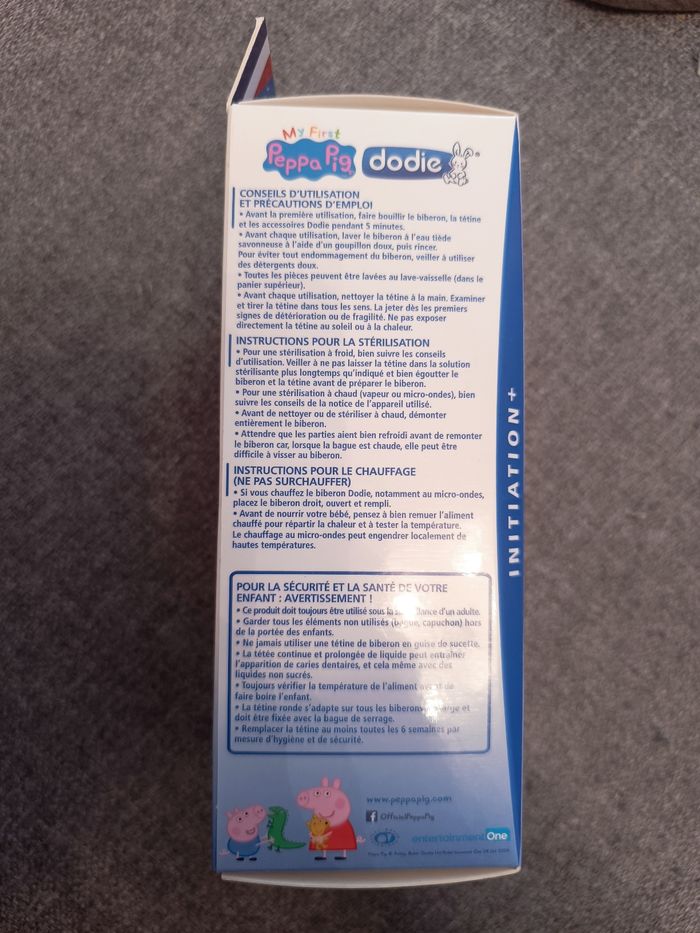 My First
Peppa Pig dodie
CONSEILS D'UTILISATION
ET PRÉCAUTIONS D'EMPLOI
• Avant la première utilisation, faire bouillir le biberon, la tétine
et les accessoires Dodie pendant 5 minutes.
• Avant chaque utilisation, laver le biberon à l'eau tiède
savonneuse à l'aide d'un goupillon doux, puis rincer.
Pour éviter tout endommagement du biberon, veiller à utiliser
des détergents doux.
• Toutes les pièces peuvent être lavées au lave-vaisselle (dans le
panier supérieur).
• Avant chaque utilisation, nettoyer la tétine à la main. Examiner
et tirer la tétine dans tous les sens. La jeter dès les premiers
signes de détérioration ou de fragilité. Ne pas exposer
directement la tétine au soleil ou à la chaleur.
INSTRUCTIONS POUR LA STÉRILISATION
• Pour une stérilisation à froid, bien suivre les conseils
d'utilisation. Veiller à ne pas laisser la tétine dans la solution
stérilisante plus longtemps qu'indiqué et bien égoutter le
biberon et la tétine avant de préparer le biberon.
• Pour une stérilisation à chaud (vapeur ou micro-ondes), bien
suivre les conseils de la notice de l'appareil utilisé.
• Avant de nettoyer ou de stériliser à chaud, démonter
entièrement le biberon.
• Attendre que les parties aient bien refroidi avant de remonter
le biberon car, lorsque la bague est chaude, elle peut être
difficile à visser au biberon.
INSTRUCTIONS POUR LE CHAUFFAGE
(NE PAS SURCHAUFFER)
• Si vous chauffez le biberon Dodie, notamment au micro-ondes,
placez le biberon droit, ouvert et rempli.
• Avant de nourrir votre bébé, pensez à bien remuer l'aliment
chauffé pour répartir la chaleur et à tester la température.
Le chauffage au micro-ondes peut engendrer localement de
hautes températures.
POUR LA SÉCURITÉ ET LA SANTÉ DE VOTRE
ENFANT : AVERTISSEMENT !
• Ce produit doit toujours être utilisé sous la surveillance d'un adulte.
• Garder tous les éléments non utilisés (bague, capuchon) hors
de la portée des enfants.
• Ne jamais utiliser une tétine de biberon en guise de sucette.
• La tétée continue et prolongée de liquide peut entraîner
l'apparition de caries dentaires, et cela même avec des
liquides non sucrés.
• Toujours vérifier la température de l'aliment avant de
faire boire l'enfant.
• La tétine ronde s'adapte sur tous les biberons large et
doit être fixée avec la bague de serrage.
• Remplacer la tétine au moins toutes les 6 semaines par
mesure d'hygiène et de sécurité.
INITIATION+
www.peppapig.com
OfficialPeppaPig
entertainment One